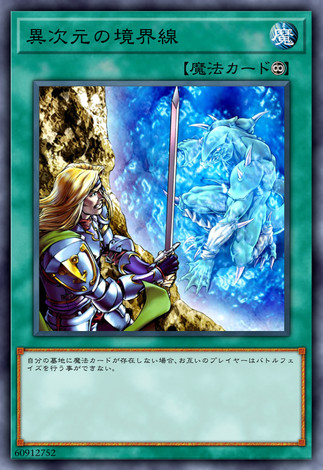 異次元の境界線
魔
【魔法カード】
自分の墓地に魔法カードが存在しない場合、お互いのプレイヤーはバトルフェ
イズを行う事ができない。
60912752